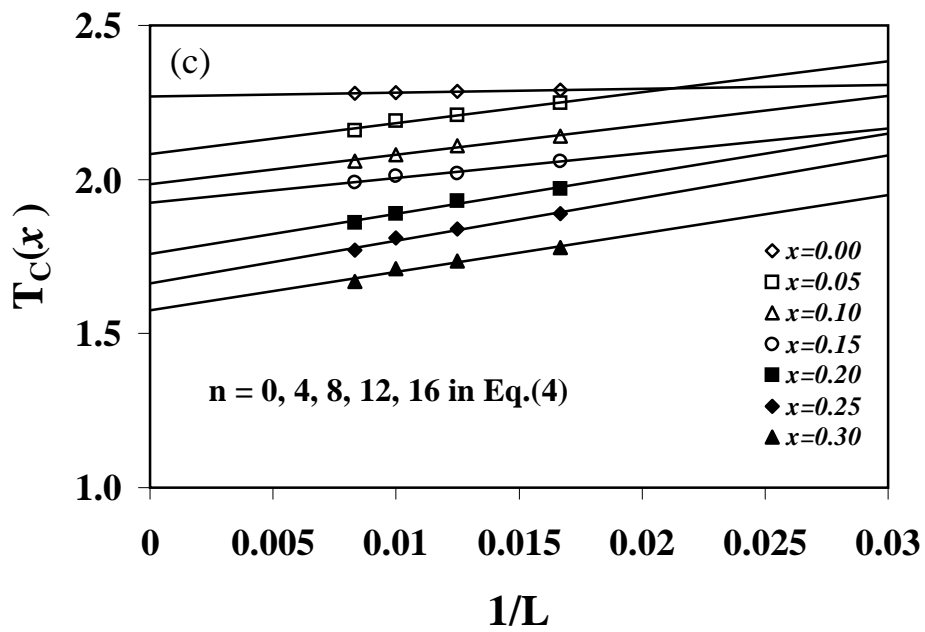 (c)
T_C(x)
2.5
2.0
1.5
1.0
x=0.00
x=0.05
x=0.10
x=0.15
x=0.20
x=0.25
x=0.30
n = 0, 4, 8, 12, 16 in Eq.(4)
0 0.005 0.01 0.015 0.02 0.025 0.03
1/L